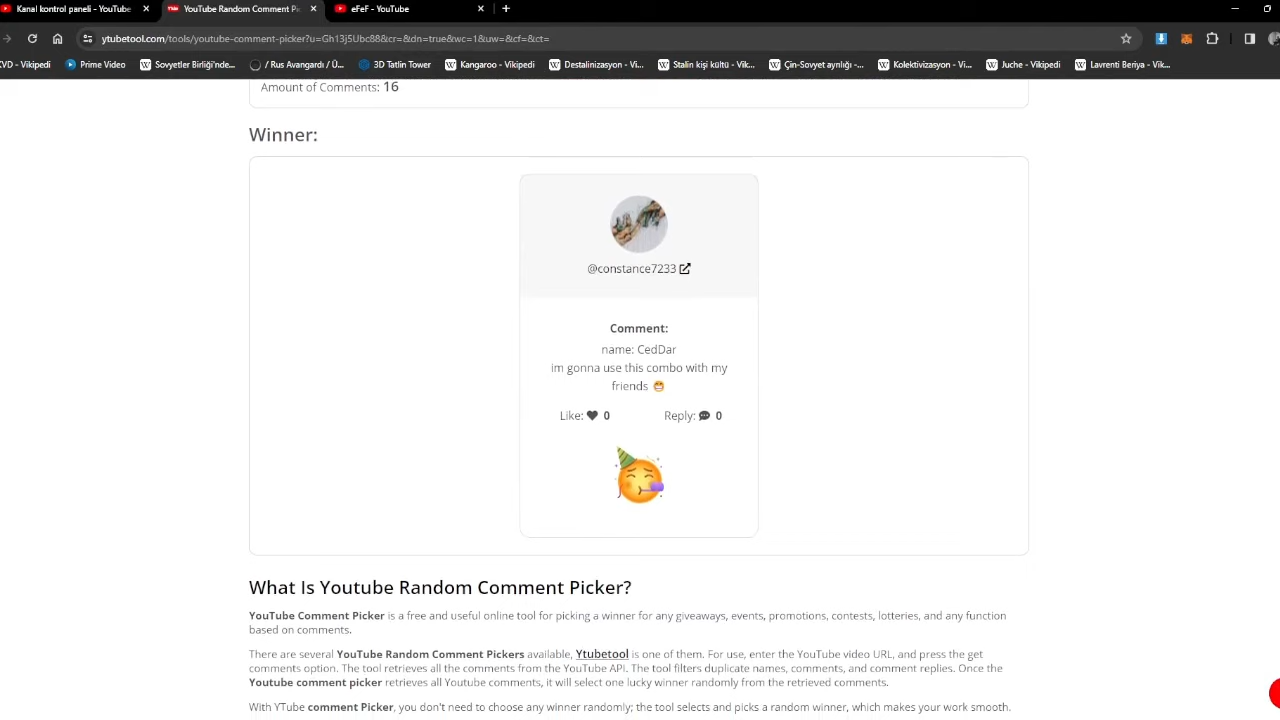 Kanal kontrol paneli - YouTube
YouTube Random Comment Pi
eFeF - YouTube
ytubetool.com/tools/youtube-comment-picker?u=Gh13j5Ubc88&cr=&dn=true&wc=1&uw=&cf=&ct=
CVD - Vikipedi
Prime Video
Sovyetler Birliği'nde...
/ Rus Avangardı / Ü...
3D Tatlin Tower
Kangaroo - Vikipedi
Destalinizasyon - Vi...
Stalin kişi kültü - Vik...
Çin-Sovyet ayrılığı -...
Kolektivizasyon - Vi...
Juche - Vikipedi
Lavrenti Beriya - Vik...
Amount of Comments: 16
Winner:
@constance7233
Comment:
name: CedDar
im gonna use this combo with my
friends 😁
Like: ❤ 0 Reply: 💬 0
What Is Youtube Random Comment Picker?
YouTube Comment Picker is a free and useful online tool for picking a winner for any giveaways, events, promotions, contests, lotteries, and any function
based on comments.
There are several YouTube Random Comment Pickers available, Ytubetool is one of them. For use, enter the YouTube video URL, and press the get
comments option. The tool retrieves all the comments from the YouTube API. The tool filters duplicate names, comments, and comment replies. Once the
Youtube comment picker retrieves all Youtube comments, it will select one lucky winner randomly from the retrieved comments.
With YTube comment Picker, you don't need to choose any winner randomly; the tool selects and picks a random winner, which makes your work smooth.